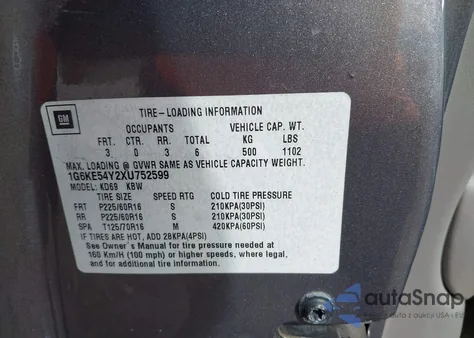 GM
TIRE-LOADING INFORMATION
OCCUPANTS VEHICLE CAP. WT.
FRT. CTR. RR. TOTAL KG LBS
3 0 3 6 500 1102
MAX. LOADING @ GVWR SAME AS VEHICLE CAPACITY WEIGHT.
1G6KE54Y2XU752599
MODEL: KD69 KBW
TIRE SIZE SPEED RTG COLD TIRE PRESSURE
FRT P225/60R16 S 210KPA(30PSI)
RR P225/60R16 S 210KPA(30PSI)
SPA T125/70R16 M 420KPA(60PSI)
IF TIRES ARE HOT, ADD 28KPA(4PSI)
See Owner's Manual for tire pressure needed at
160 Km/H (100 mph) or higher speeds, where legal,
and for additional tire information.
autoSnap
Auta z aukcji USA i EU